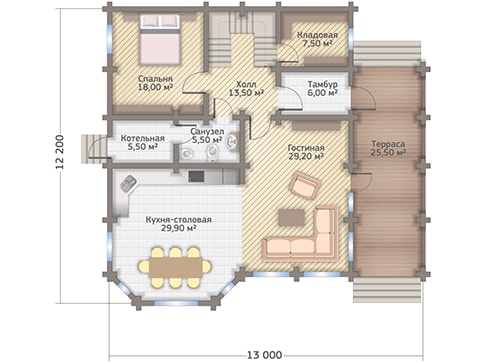 Кладовая
7,50 м²
Спальня
18,00 м²
Холл
13,50 м²
Тамбур
6,00 м²
Котельная
5,50 м²
Санузел
5,50 м²
Гостиная
29,20 м²
Терраса
25,50 м²
Кухня-столовая
29,90 м²
12 200
13 000